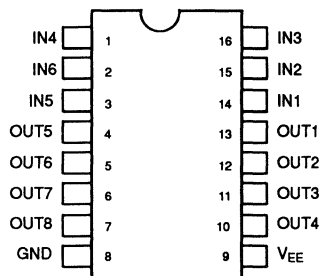 IN4 1 16 IN3
IN6 2 15 IN2
IN5 3 14 IN1
OUT5 4 13 OUT1
OUT6 5 12 OUT2
OUT7 6 11 OUT3
OUT8 7 10 OUT4
GND 8 9 VEE